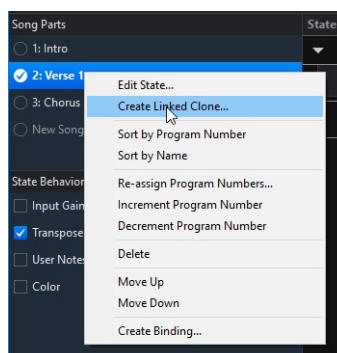 Song Parts
State
1: Intro
2: Verse 1
3: Chorus
New Song
Edit State...
Create Linked Clone...
Sort by Program Number
Sort by Name
Re-assign Program Numbers...
Increment Program Number
Decrement Program Number
Delete
Move Up
Move Down
Create Binding...
State Behavior
Input Gain
Transpose
User Notes
Color